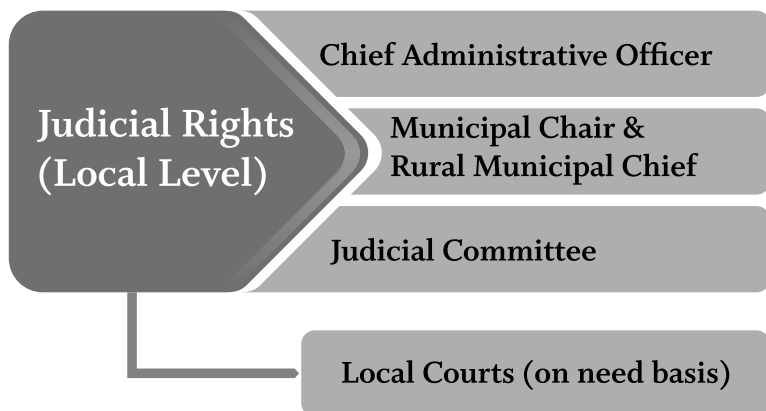 Judicial Rights
(Local Level)
Chief Administrative Officer
Municipal Chair &
Rural Municipal Chief
Judicial Committee
Local Courts (on need basis)